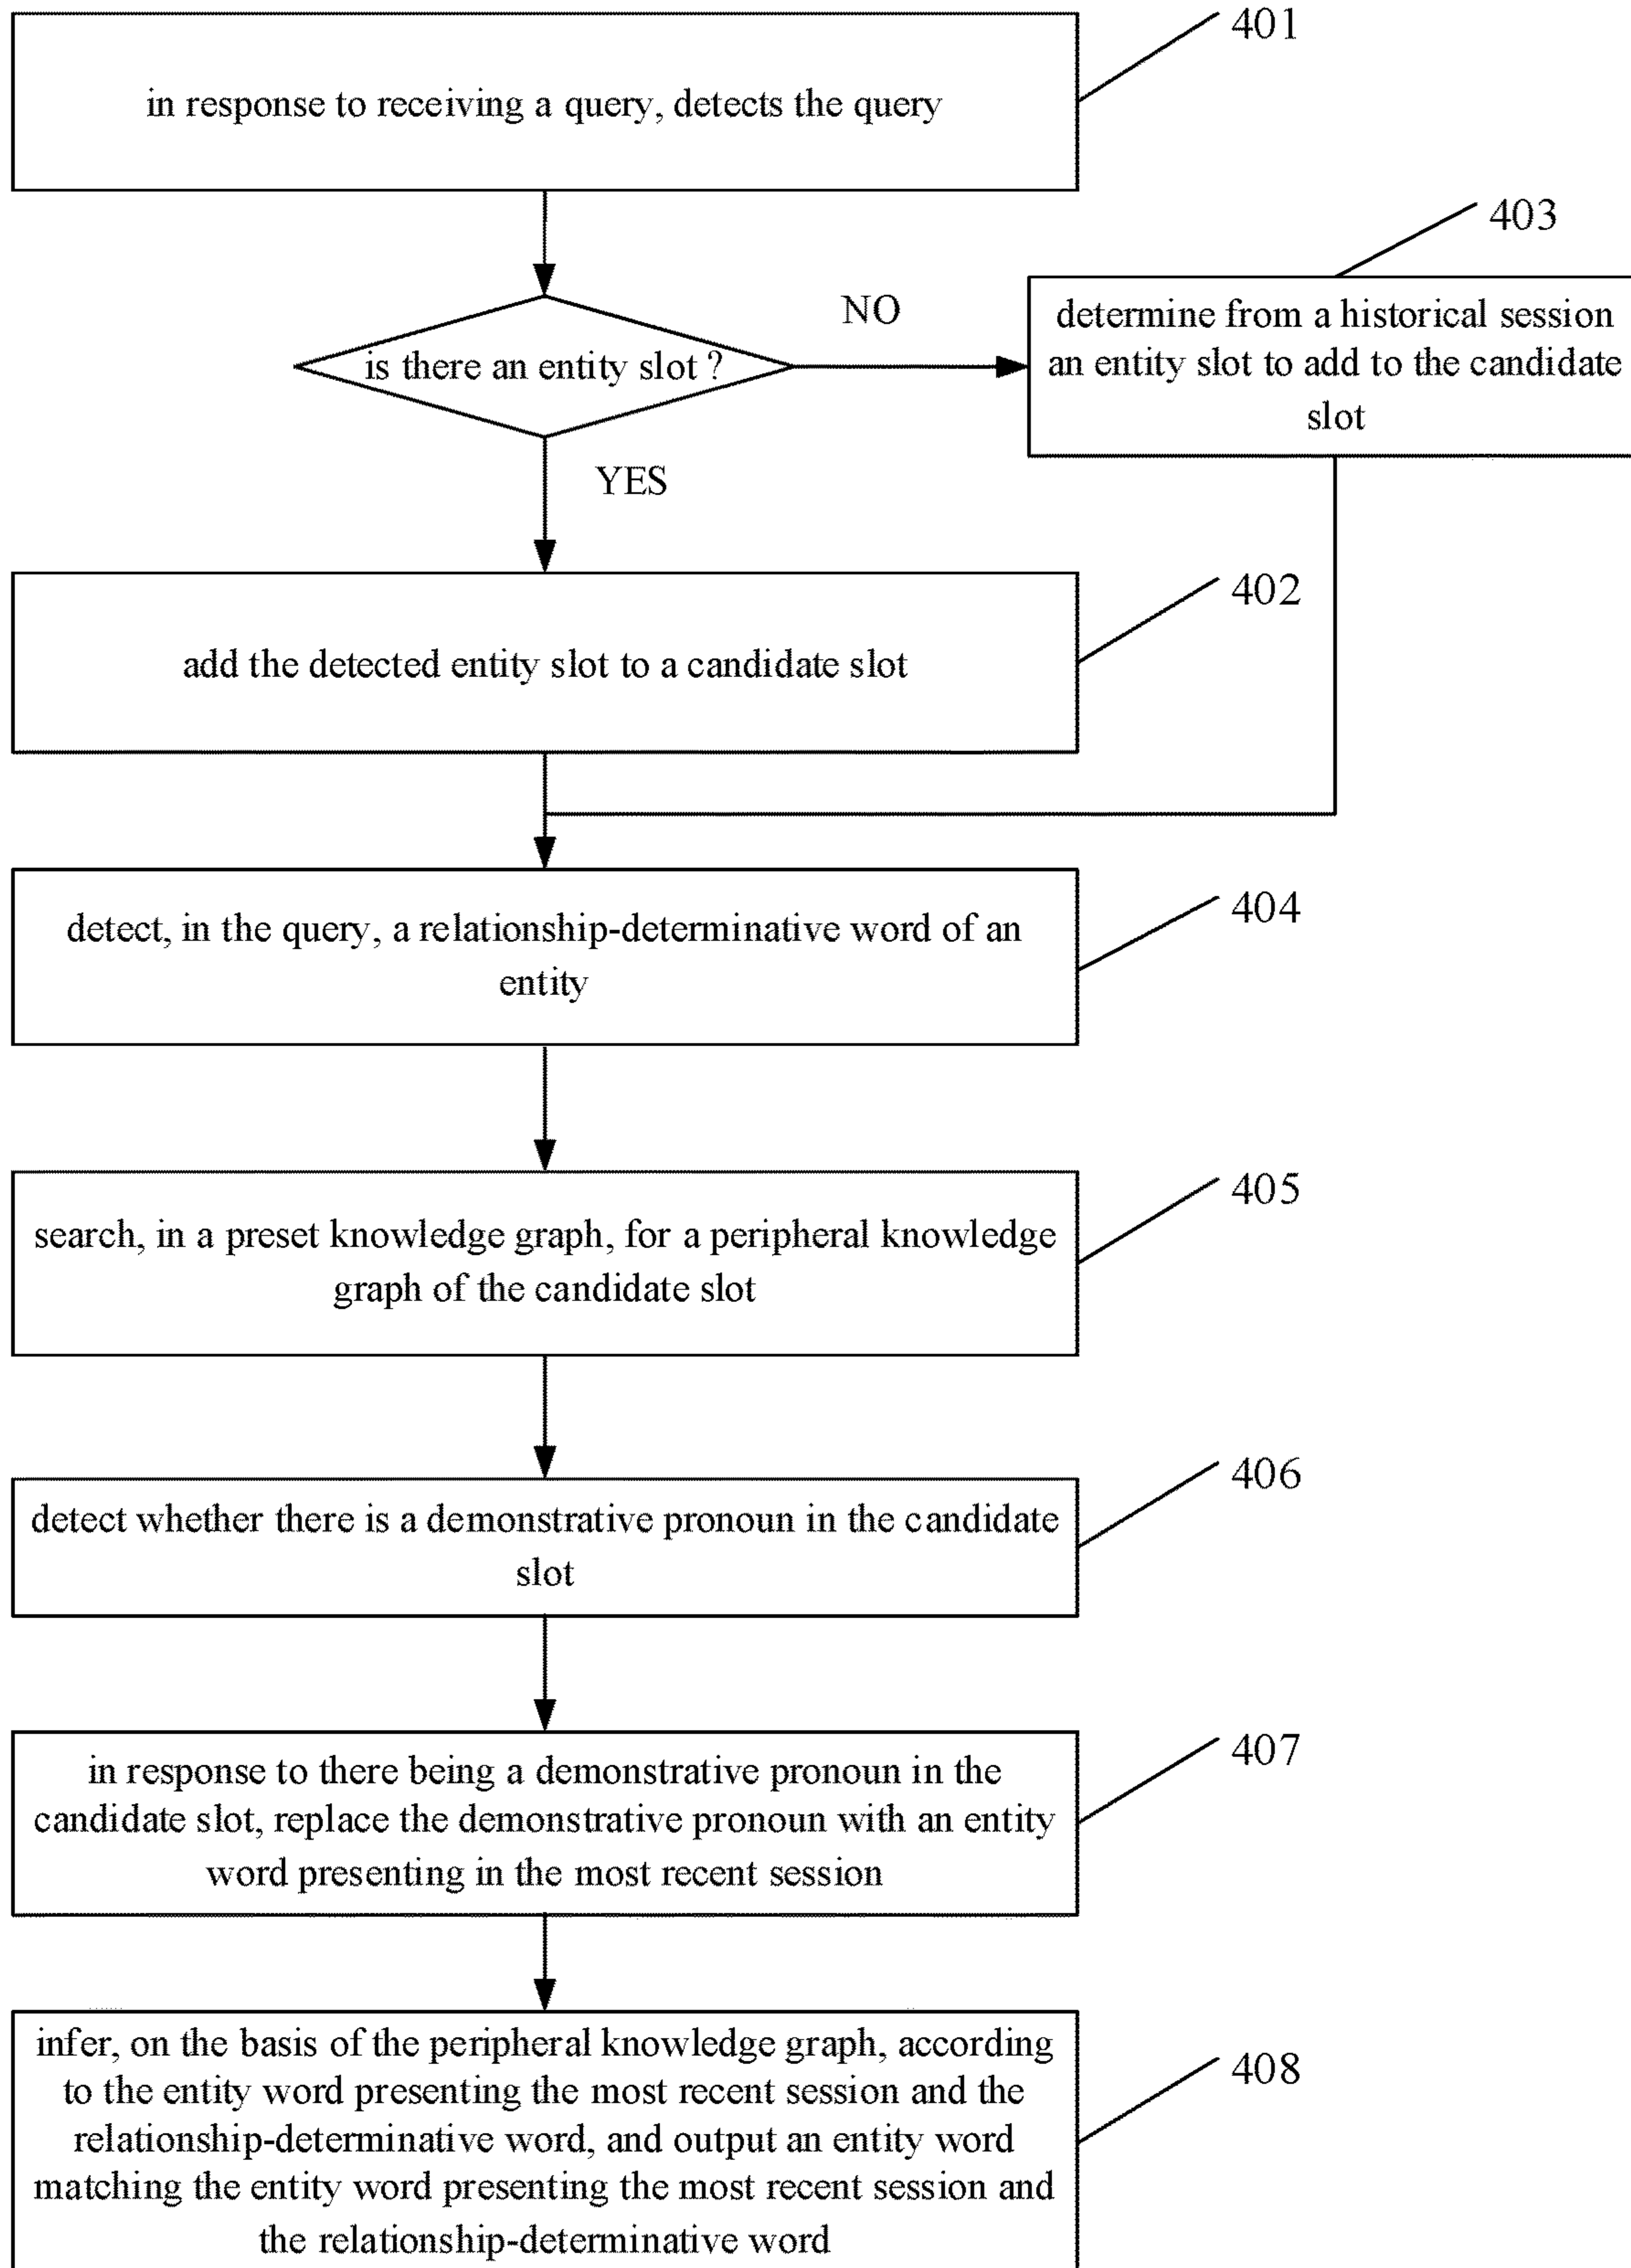 401
in response to receiving a query, detects the query
403
NO
determine from a historical session
an entity slot to add to the candidate
slot
is there an entity slot ?
YES
402
add the detected entity slot to a candidate slot
404
detect, in the query, a relationship-determinative word of an
entity
405
search, in a preset knowledge graph, for a peripheral knowledge
graph of the candidate slot
406
detect whether there is a demonstrative pronoun in the candidate
slot
407
in response to there being a demonstrative pronoun in the
candidate slot, replace the demonstrative pronoun with an entity
word presenting in the most recent session
408
infer, on the basis of the peripheral knowledge graph, according
to the entity word presenting the most recent session and the
relationship-determinative word, and output an entity word
matching the entity word presenting the most recent session and
the relationship-determinative word